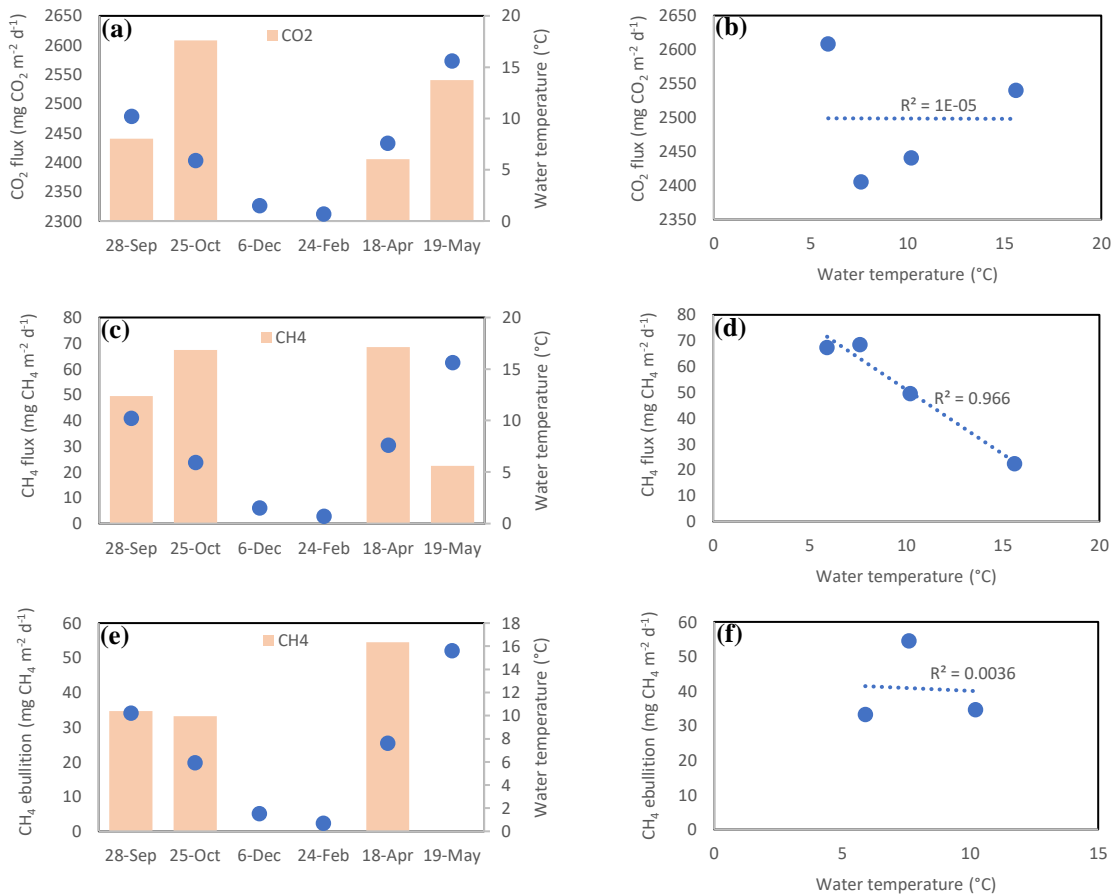 (a)
CO2
CO₂ flux (mg CO₂ m⁻² d⁻¹)
2650
2600
2550
2500
2450
2400
2350
2300
20
15
10
5
0
Water temperature (°C)
28-Sep 25-Oct 6-Dec 24-Feb 18-Apr 19-May
(b)
CO₂ flux (mg CO₂ m⁻² d⁻¹)
2650
2600
2550
2500
2450
2400
2350
R² = 1E-05
0 5 10 15 20
Water temperature (°C)
(c)
CH4
CH₄ flux (mg CH₄ m⁻² d⁻¹)
80
70
60
50
40
30
20
10
0
20
15
10
5
0
Water temperature (°C)
28-Sep 25-Oct 6-Dec 24-Feb 18-Apr 19-May
(d)
CH₄ flux (mg CH₄ m⁻² d⁻¹)
80
70
60
50
40
30
20
10
0
R² = 0.966
0 5 10 15 20
Water temperature (°C)
(e)
CH4
CH₄ ebullition (mg CH₄ m⁻² d⁻¹)
60
50
40
30
20
10
0
18
16
14
12
10
8
6
4
2
0
Water temperature (°C)
28-Sep 25-Oct 6-Dec 24-Feb 18-Apr 19-May
(f)
CH₄ ebullition (mg CH₄ m⁻² d⁻¹)
60
50
40
30
20
10
0
R² = 0.0036
0 5 10 15
Water temperature (°C)